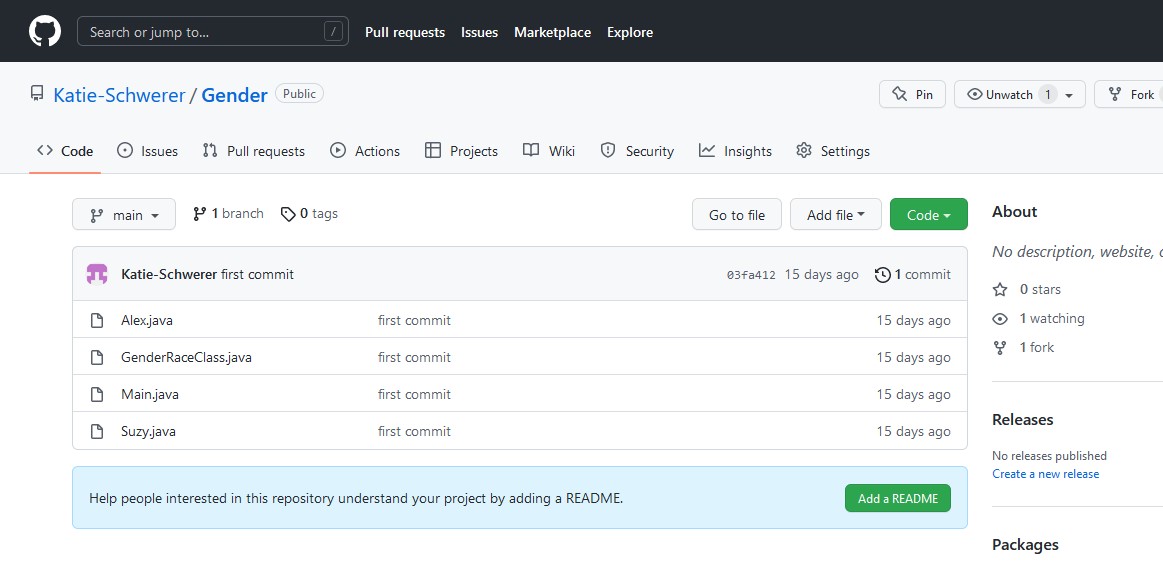 Search or jump to... /
Pull requests Issues Marketplace Explore
Katie-Schwerer / Gender Public
Pin Unwatch 1 Fork
Code Issues Pull requests Actions Projects Wiki Security Insights Settings
main 1 branch 0 tags Go to file Add file Code
Katie-Schwerer first commit 03fa412 15 days ago 1 commit
Alex.java first commit 15 days ago
GenderRaceClass.java first commit 15 days ago
Main.java first commit 15 days ago
Suzy.java first commit 15 days ago
Help people interested in this repository understand your project by adding a README. Add a README
About
No description, website,
0 stars
1 watching
1 fork
Releases
No releases published
Create a new release
Packages